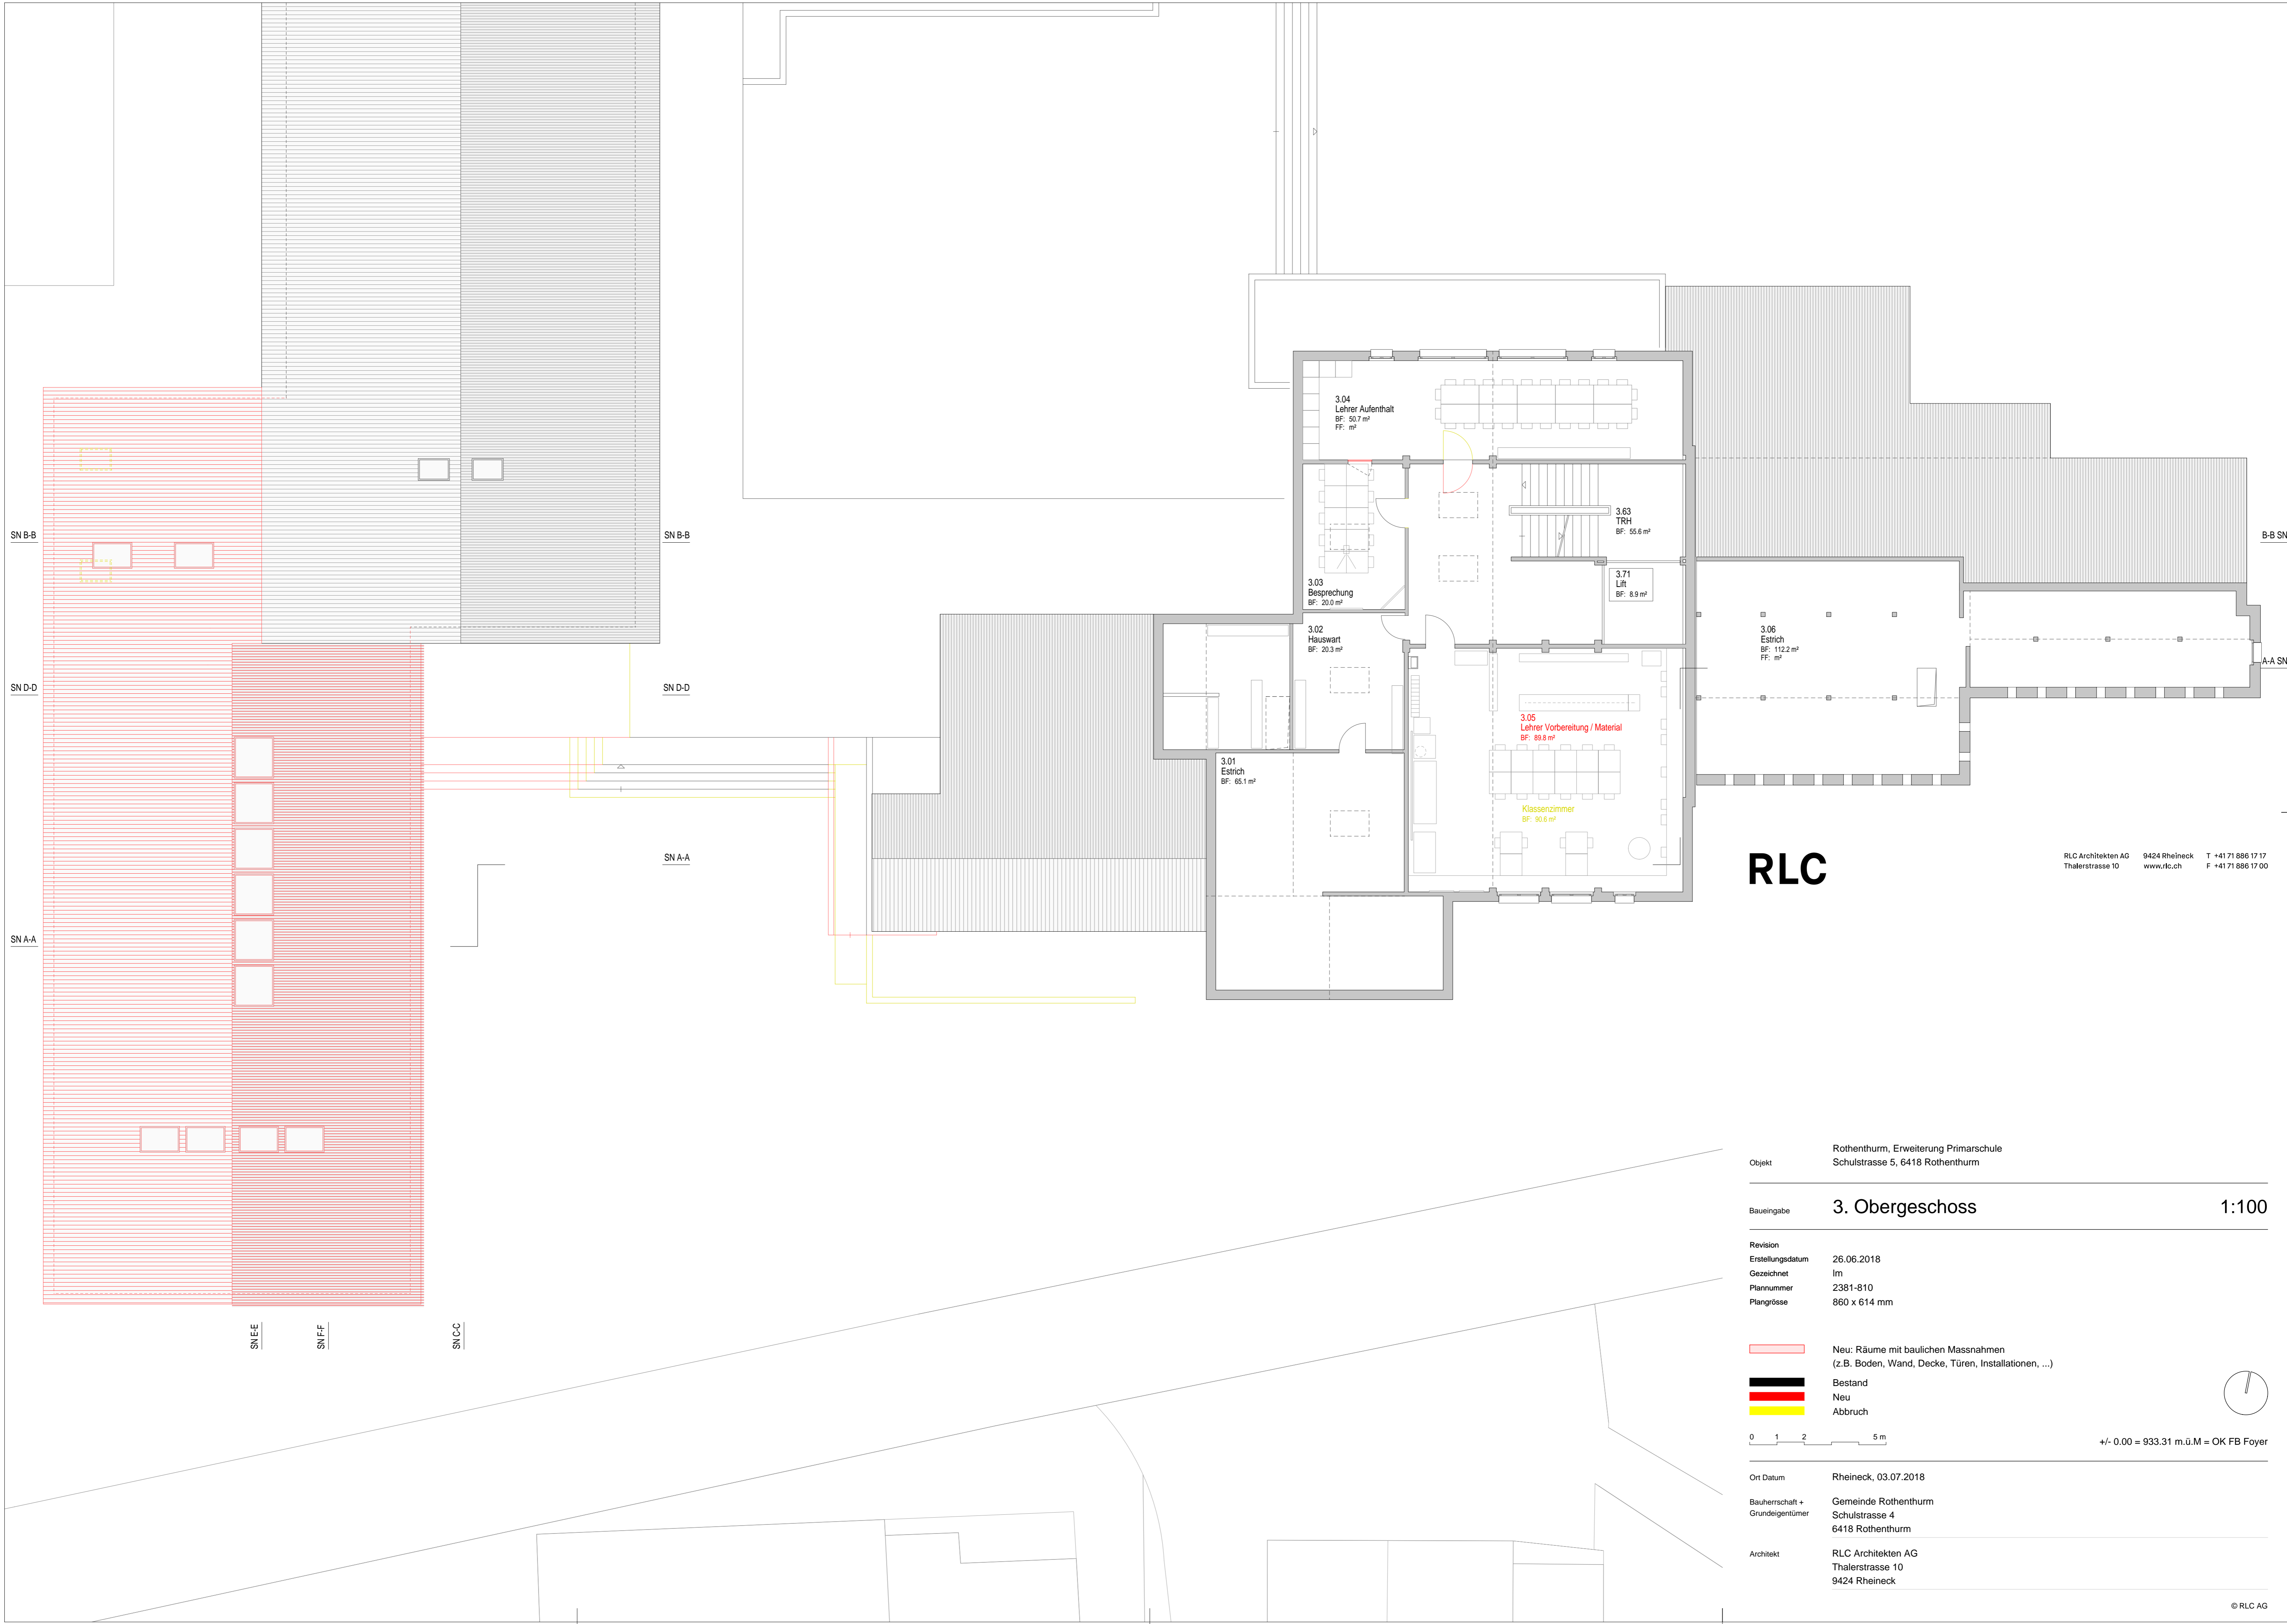 SN B-B
SN B-B
B-B SN
SN D-D
SN D-D
A-A SN
SN A-A
SN A-A
SN E-E
SN F-F
SN C-C
3.04
Lehrer Aufenthalt
BF: 50.7 m²
FF: m²
3.63
TRH
BF: 55.6 m²
3.71
Lift
BF: 8.9 m²
3.03
Besprechung
BF: 20.0 m²
3.02
Hauswart
BF: 20.3 m²
3.06
Estrich
BF: 112.2 m²
FF: m²
3.05
Lehrer Vorbereitung / Material
BF: 89.8 m²
3.01
Estrich
BF: 65.1 m²
Klassenzimmer
BF: 90.6 m²
RLC
RLC Architekten AG 9424 Rheineck T +41 71 886 17 17
Thalerstrasse 10 www.rlc.ch F +41 71 886 17 00
Rothenthurm, Erweiterung Primarschule
Objekt Schulstrasse 5, 6418 Rothenthurm
Baueingabe 3. Obergeschoss 1:100
Revision
Erstellungsdatum 26.06.2018
Gezeichnet lm
Plannummer 2381-810
Plangrösse 860 x 614 mm
Neu: Räume mit baulichen Massnahmen
(z.B. Boden, Wand, Decke, Türen, Installationen, ...)
Bestand
Neu
Abbruch
0 1 2 5 m
+/- 0.00 = 933.31 m.ü.M = OK FB Foyer
Ort Datum Rheineck, 03.07.2018
Bauherrschaft + Gemeinde Rothenthurm
Grundeigentümer Schulstrasse 4
6418 Rothenthurm
Architekt RLC Architekten AG
Thalerstrasse 10
9424 Rheineck
© RLC AG